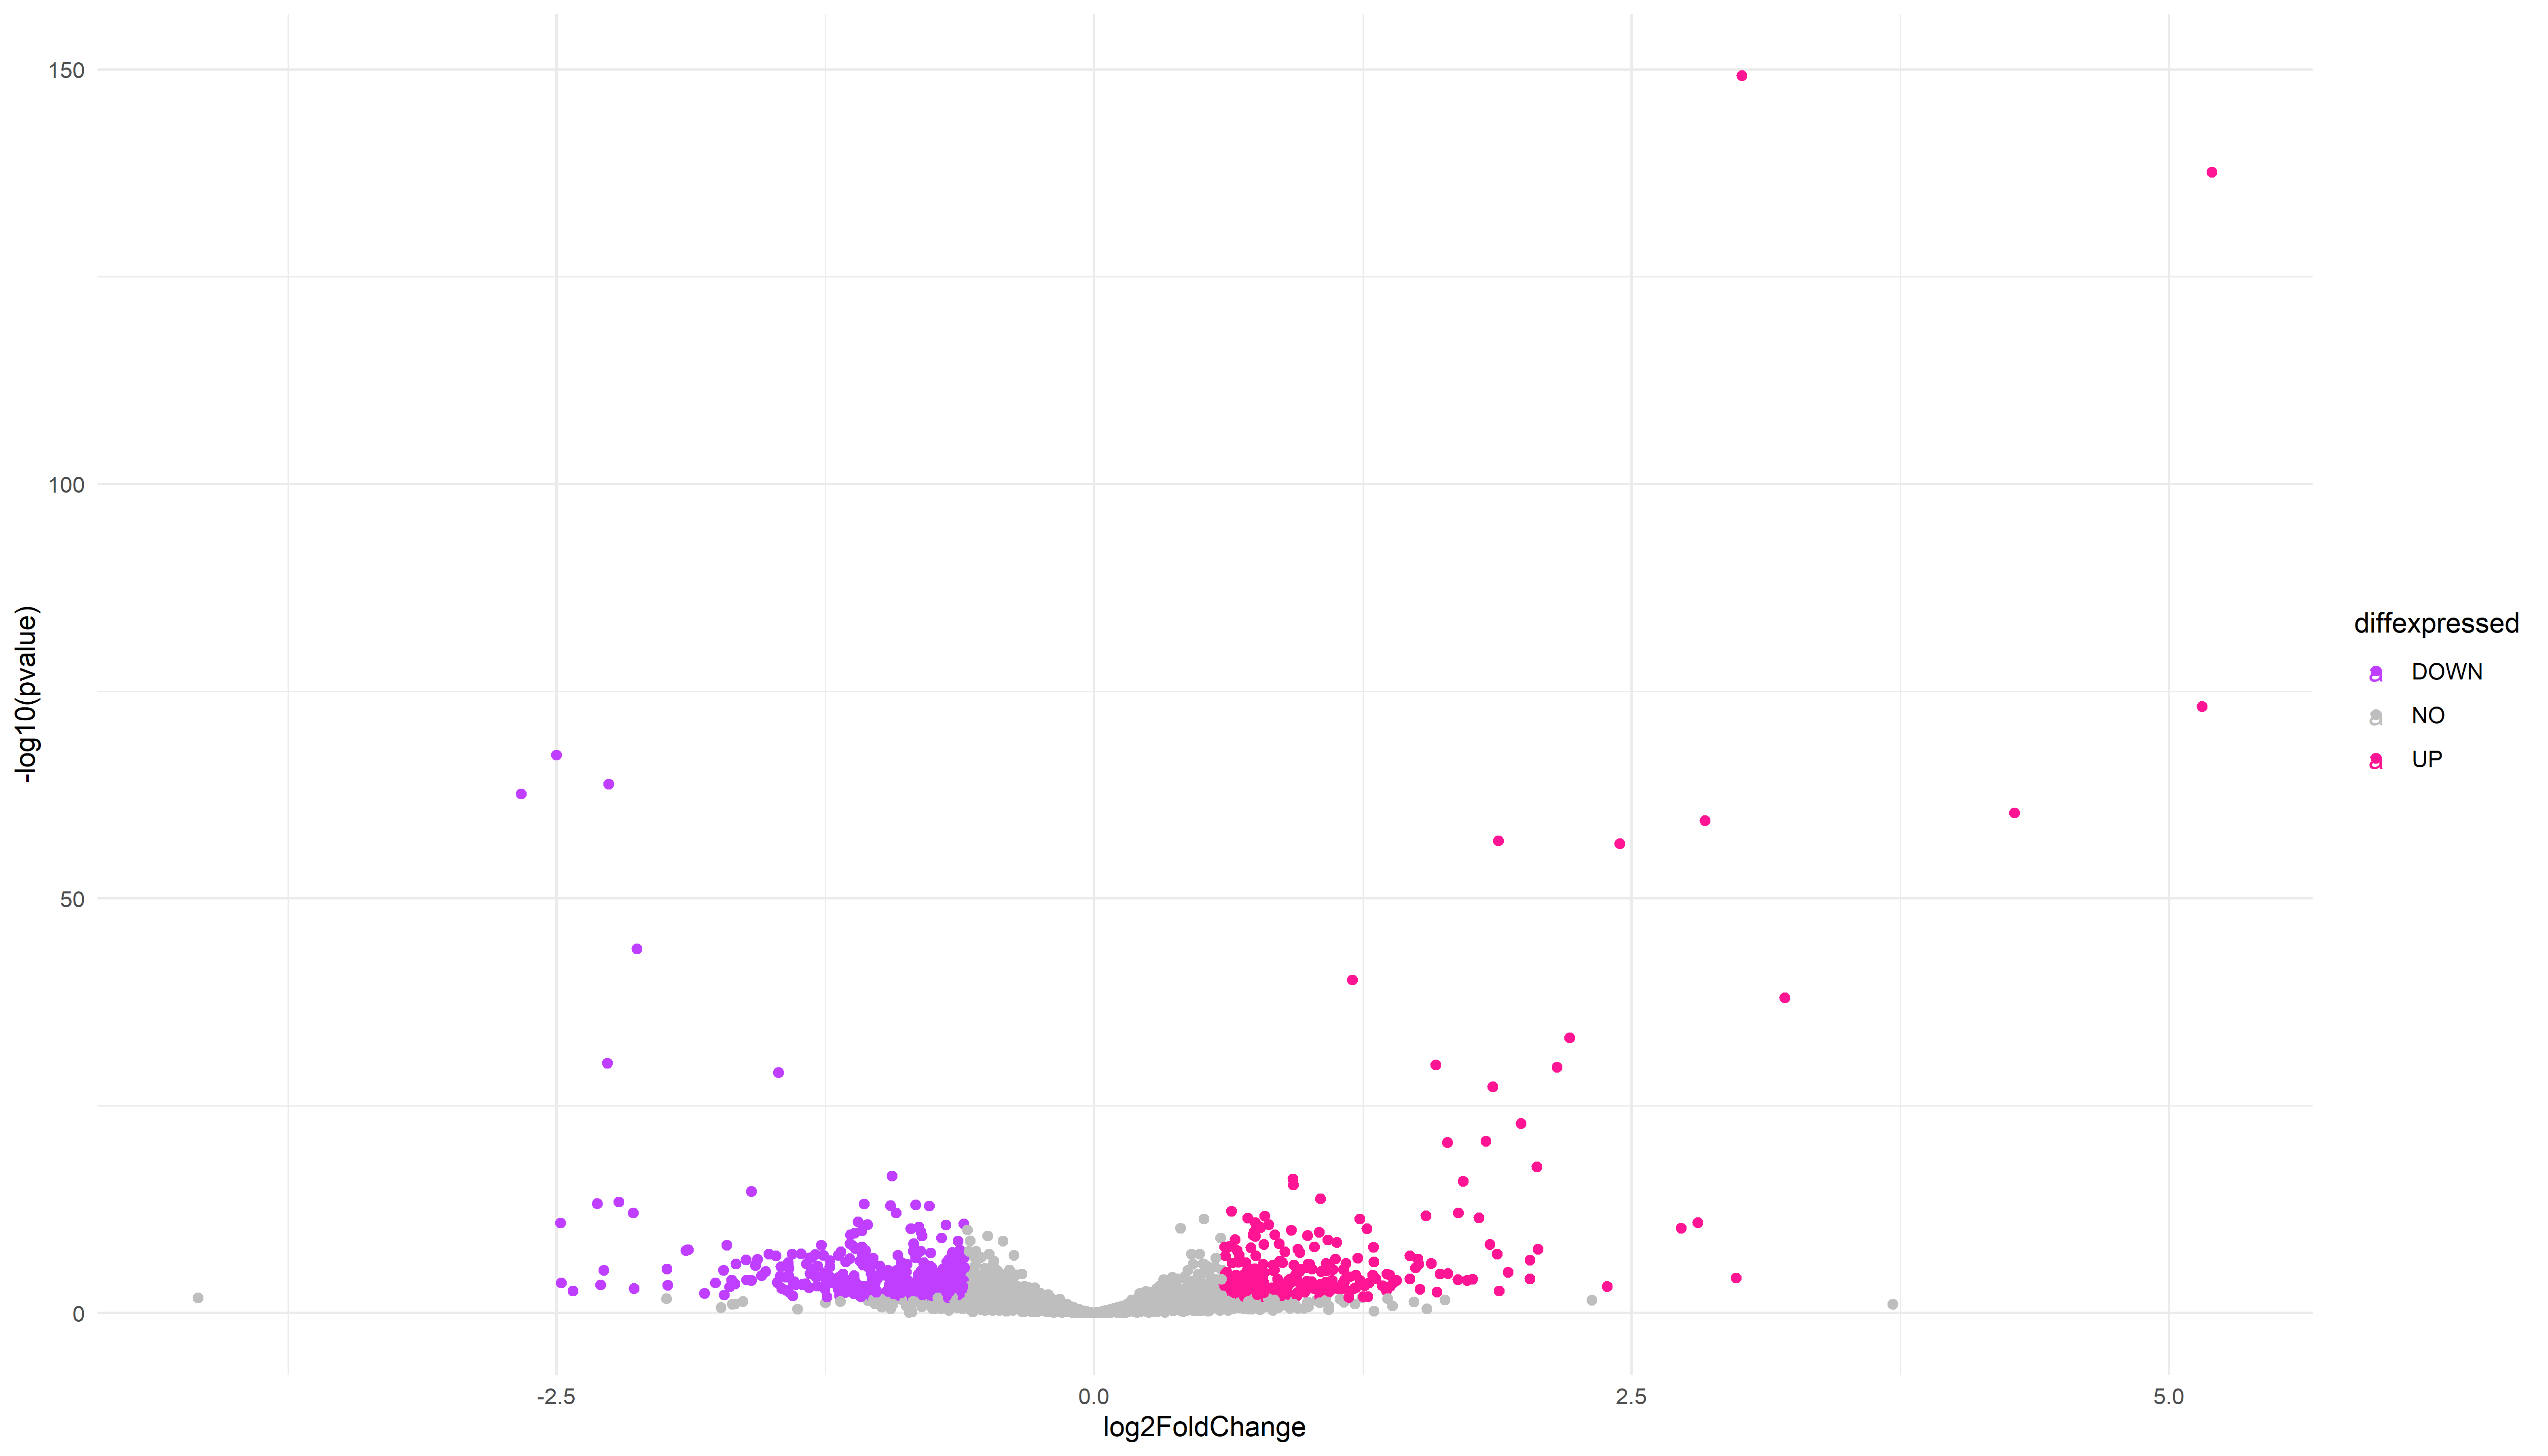 150
100
50
0
-log10(pvalue)
-2.5
0.0
2.5
5.0
log2FoldChange
diffexpressed
a DOWN
a NO
a UP